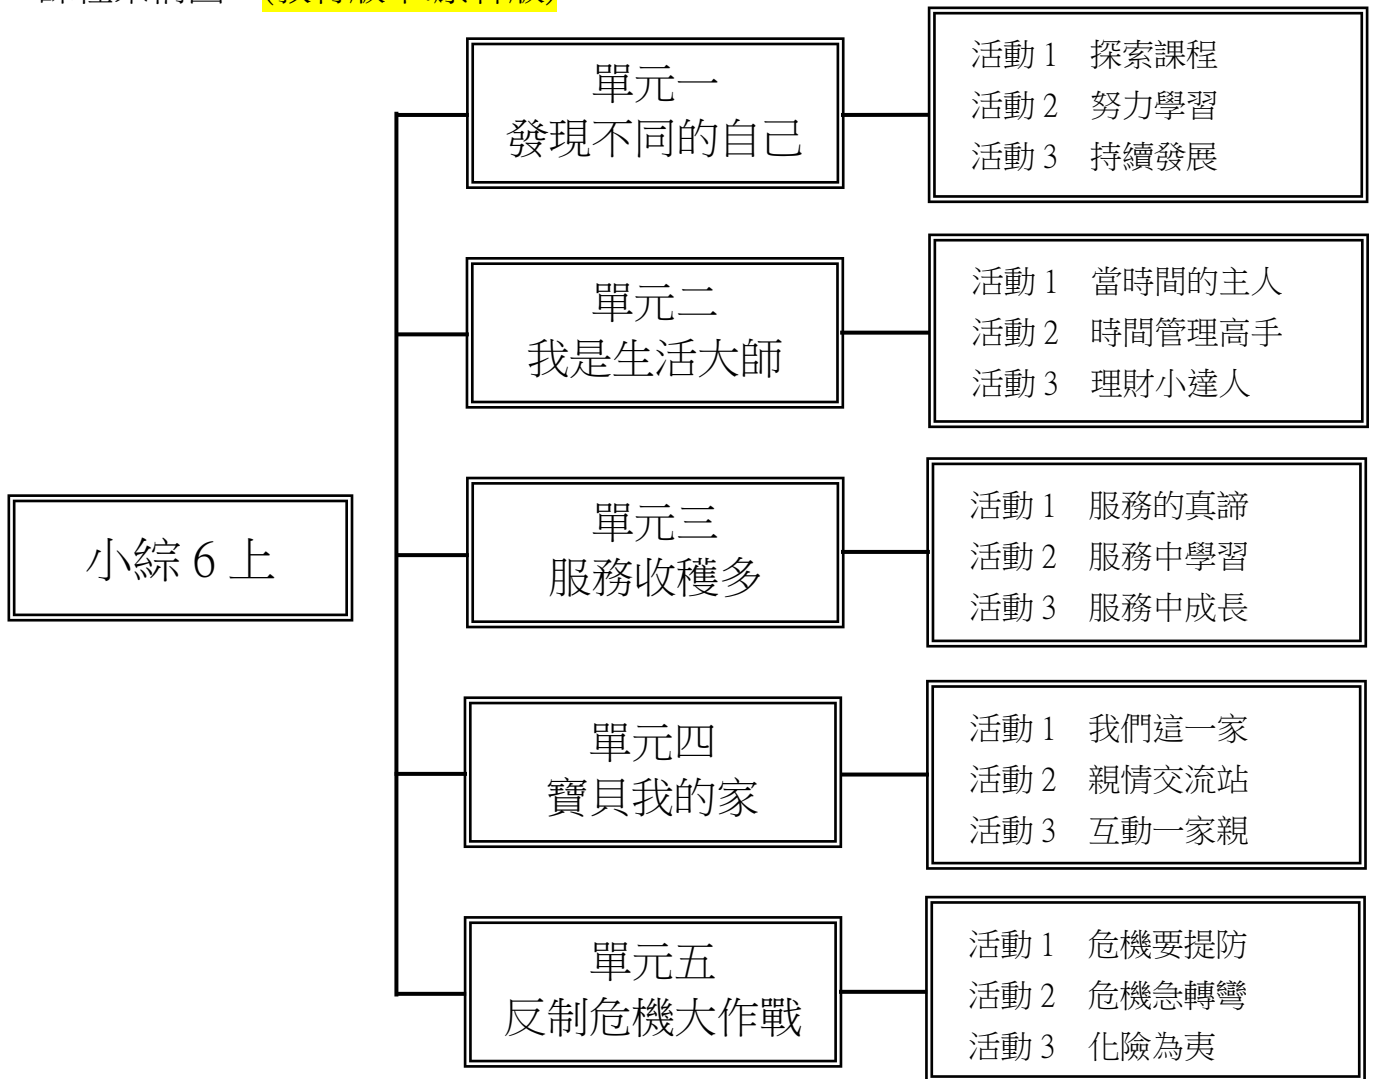 小綜 6 上
單元一
發現不同的自己
活動 1 探索課程
活動 2 努力學習
活動 3 持續發展
單元二
我是生活大師
活動 1 當時間的主人
活動 2 時間管理高手
活動 3 理財小達人
單元三
服務收穫多
活動 1 服務的真諦
活動 2 服務中學習
活動 3 服務中成長
單元四
寶貝我的家
活動 1 我們這一家
活動 2 親情交流站
活動 3 互動一家親
單元五
反制危機大作戰
活動 1 危機要提防
活動 2 危機急轉彎
活動 3 化險為夷